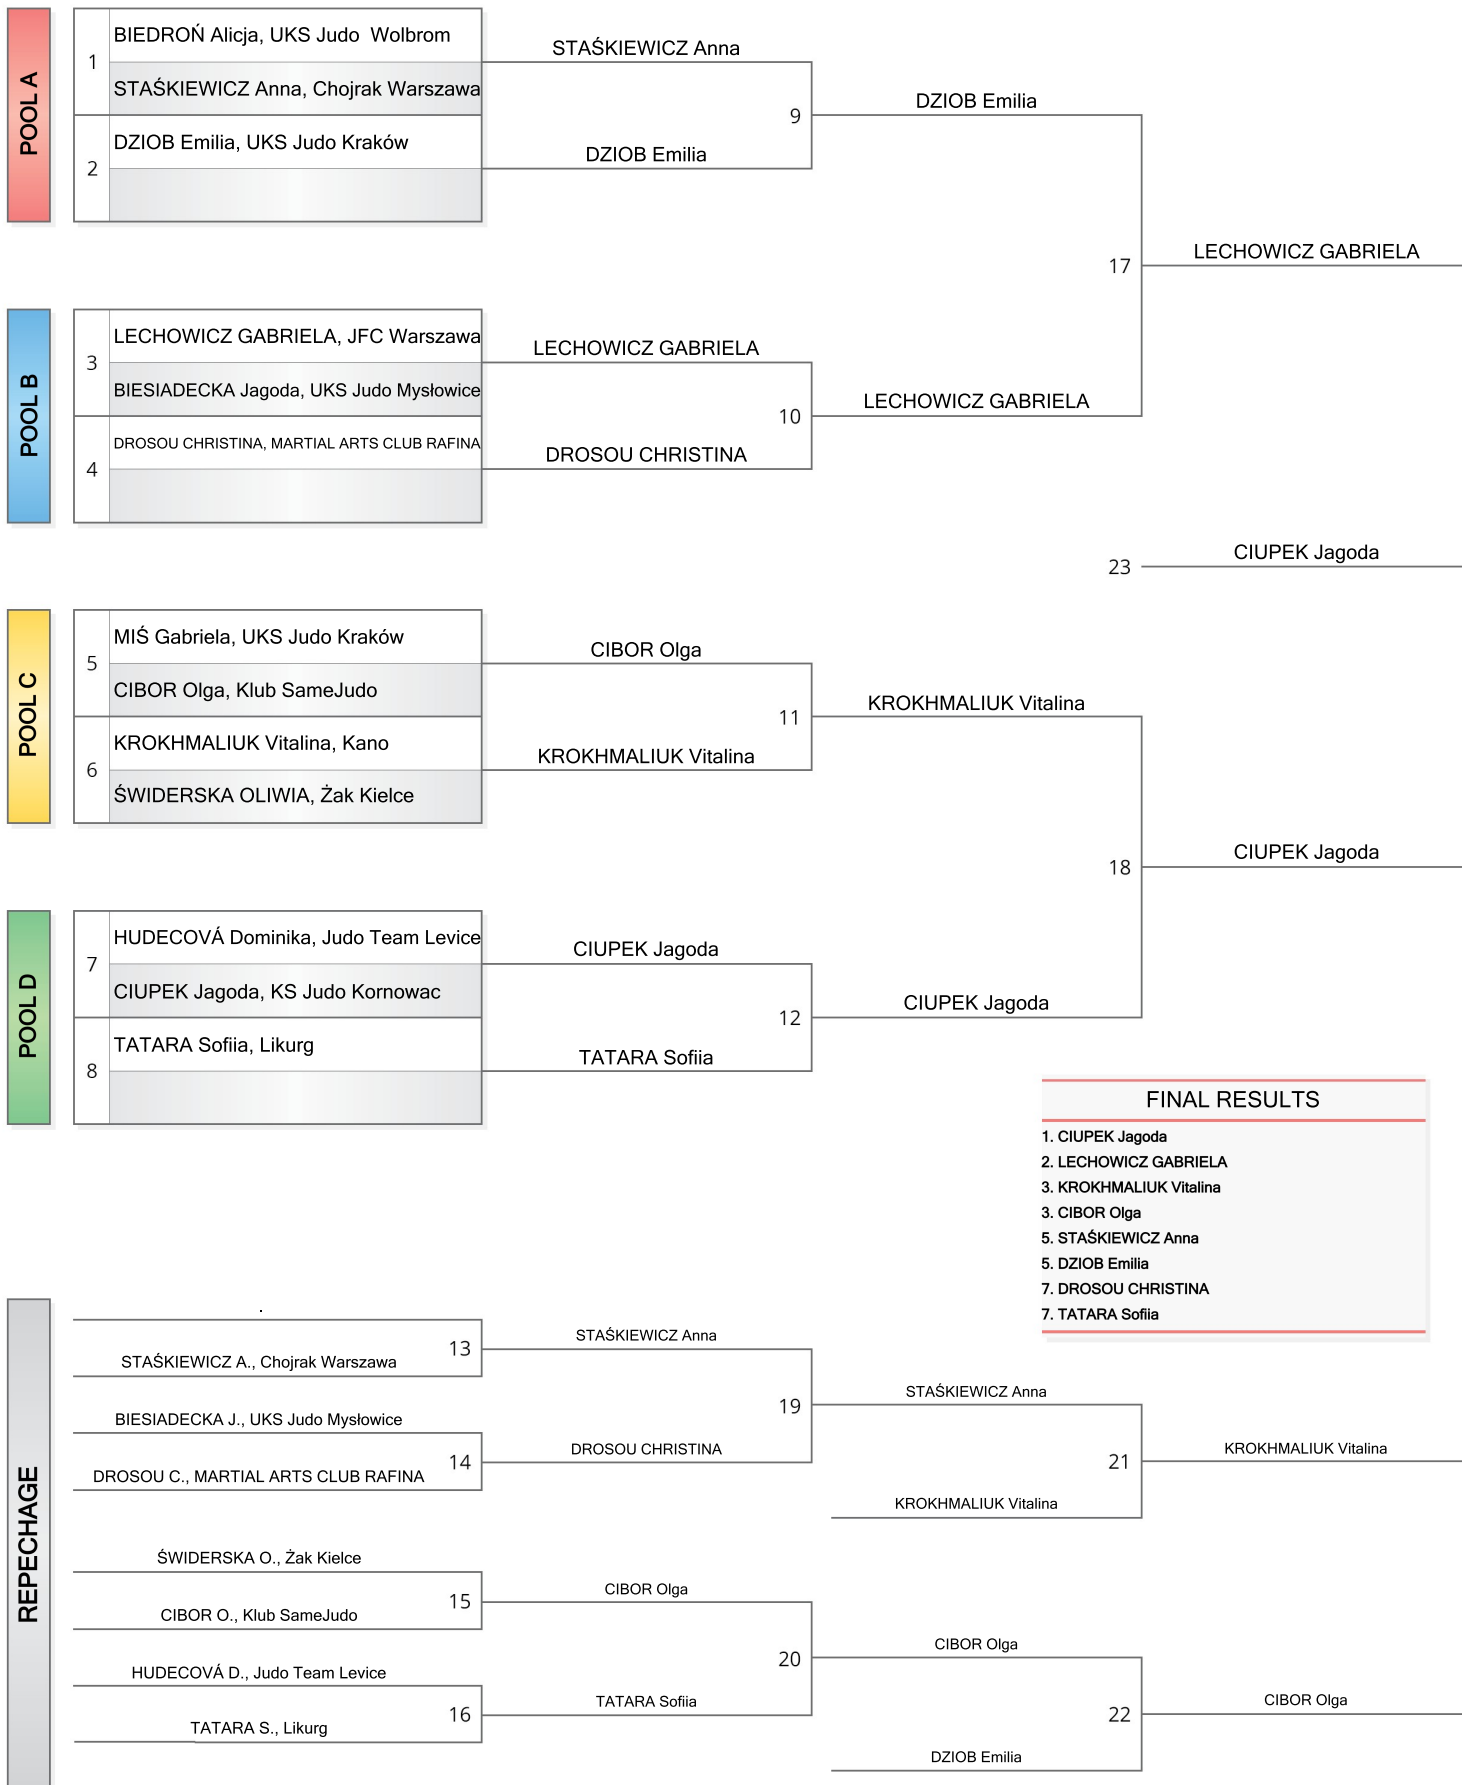 POOL A
1
BIEDROŃ Alicja, UKS Judo  Wolbrom
STAŚKIEWICZ Anna, Chojrak Warszawa
2
DZIOB Emilia, UKS Judo Kraków
STAŚKIEWICZ Anna
DZIOB Emilia
9
DZIOB Emilia
17
LECHOWICZ GABRIELA
POOL B
3
LECHOWICZ GABRIELA, JFC Warszawa
BIESIADECKA Jagoda, UKS Judo Mysłowice
4
DROSOU CHRISTINA, MARTIAL ARTS CLUB RAFINA
LECHOWICZ GABRIELA
DROSOU CHRISTINA
10
LECHOWICZ GABRIELA
23
CIUPEK Jagoda
POOL C
5
MIŚ Gabriela, UKS Judo Kraków
CIBOR Olga, Klub SameJudo
6
KROKHMALIUK Vitalina, Kano
ŚWIDERSKA OLIWIA, Żak Kielce
CIBOR Olga
KROKHMALIUK Vitalina
11
KROKHMALIUK Vitalina
18
CIUPEK Jagoda
POOL D
7
HUDECOVÁ Dominika, Judo Team Levice
CIUPEK Jagoda, KS Judo Kornowac
8
TATARA Sofiia, Likurg
CIUPEK Jagoda
TATARA Sofiia
12
CIUPEK Jagoda
FINAL RESULTS
1. CIUPEK Jagoda
2. LECHOWICZ GABRIELA
3. KROKHMALIUK Vitalina
3. CIBOR Olga
5. STAŚKIEWICZ Anna
5. DZIOB Emilia
7. DROSOU CHRISTINA
7. TATARA Sofiia
REPECHAGE
.
STAŚKIEWICZ A., Chojrak Warszawa
13
BIESIADECKA J., UKS Judo Mysłowice
DROSOU C., MARTIAL ARTS CLUB RAFINA
14
STAŚKIEWICZ Anna
DROSOU CHRISTINA
19
STAŚKIEWICZ Anna
KROKHMALIUK Vitalina
21
KROKHMALIUK Vitalina
ŚWIDERSKA O., Żak Kielce
CIBOR O., Klub SameJudo
15
HUDECOVÁ D., Judo Team Levice
TATARA S., Likurg
16
CIBOR Olga
TATARA Sofiia
20
CIBOR Olga
DZIOB Emilia
22
CIBOR Olga